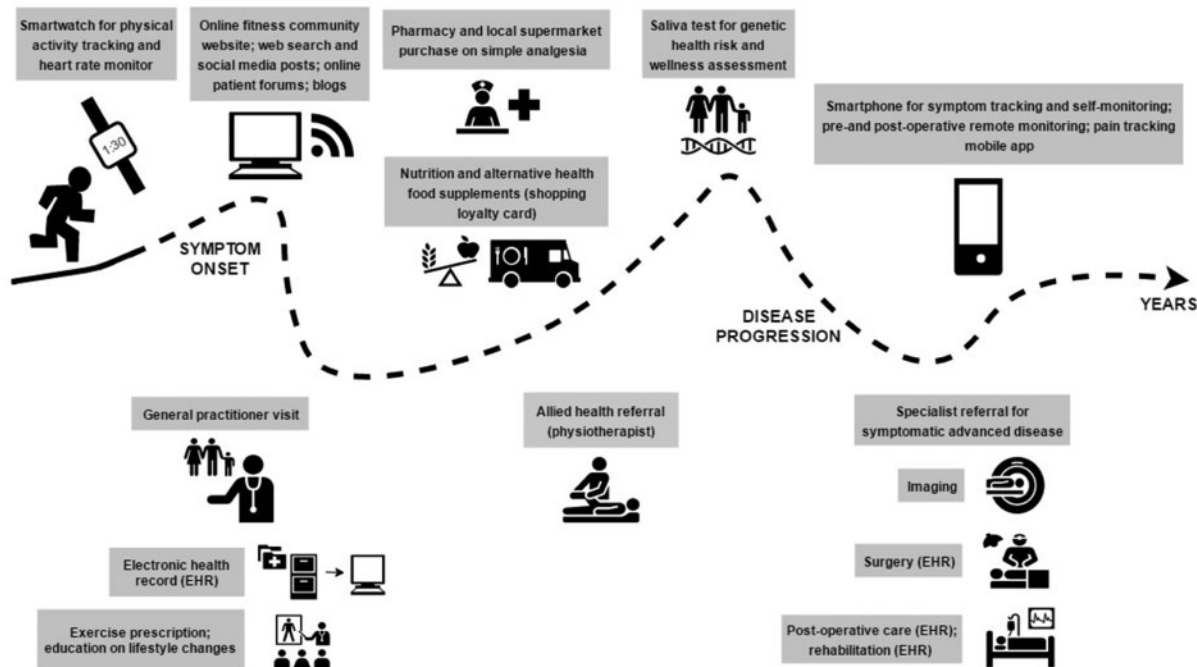 Smartwatch for physical
activity tracking and
heart rate monitor
1:30
Online fitness community
website; web search and
social media posts; online
patient forums; blogs
Pharmacy and local supermarket
purchase on simple analgesia
Nutrition and alternative health
food supplements (shopping
loyalty card)
Saliva test for genetic
health risk and
wellness assessment
Smartphone for symptom tracking and self-monitoring;
pre-and post-operative remote monitoring; pain tracking
mobile app
SYMPTOM
ONSET
DISEASE
PROGRESSION
YEARS
General practitioner visit
Electronic health
record (EHR)
Exercise prescription;
education on lifestyle changes
Allied health referral
(physiotherapist)
Specialist referral for
symptomatic advanced disease
Imaging
Surgery (EHR)
Post-operative care (EHR);
rehabilitation (EHR)